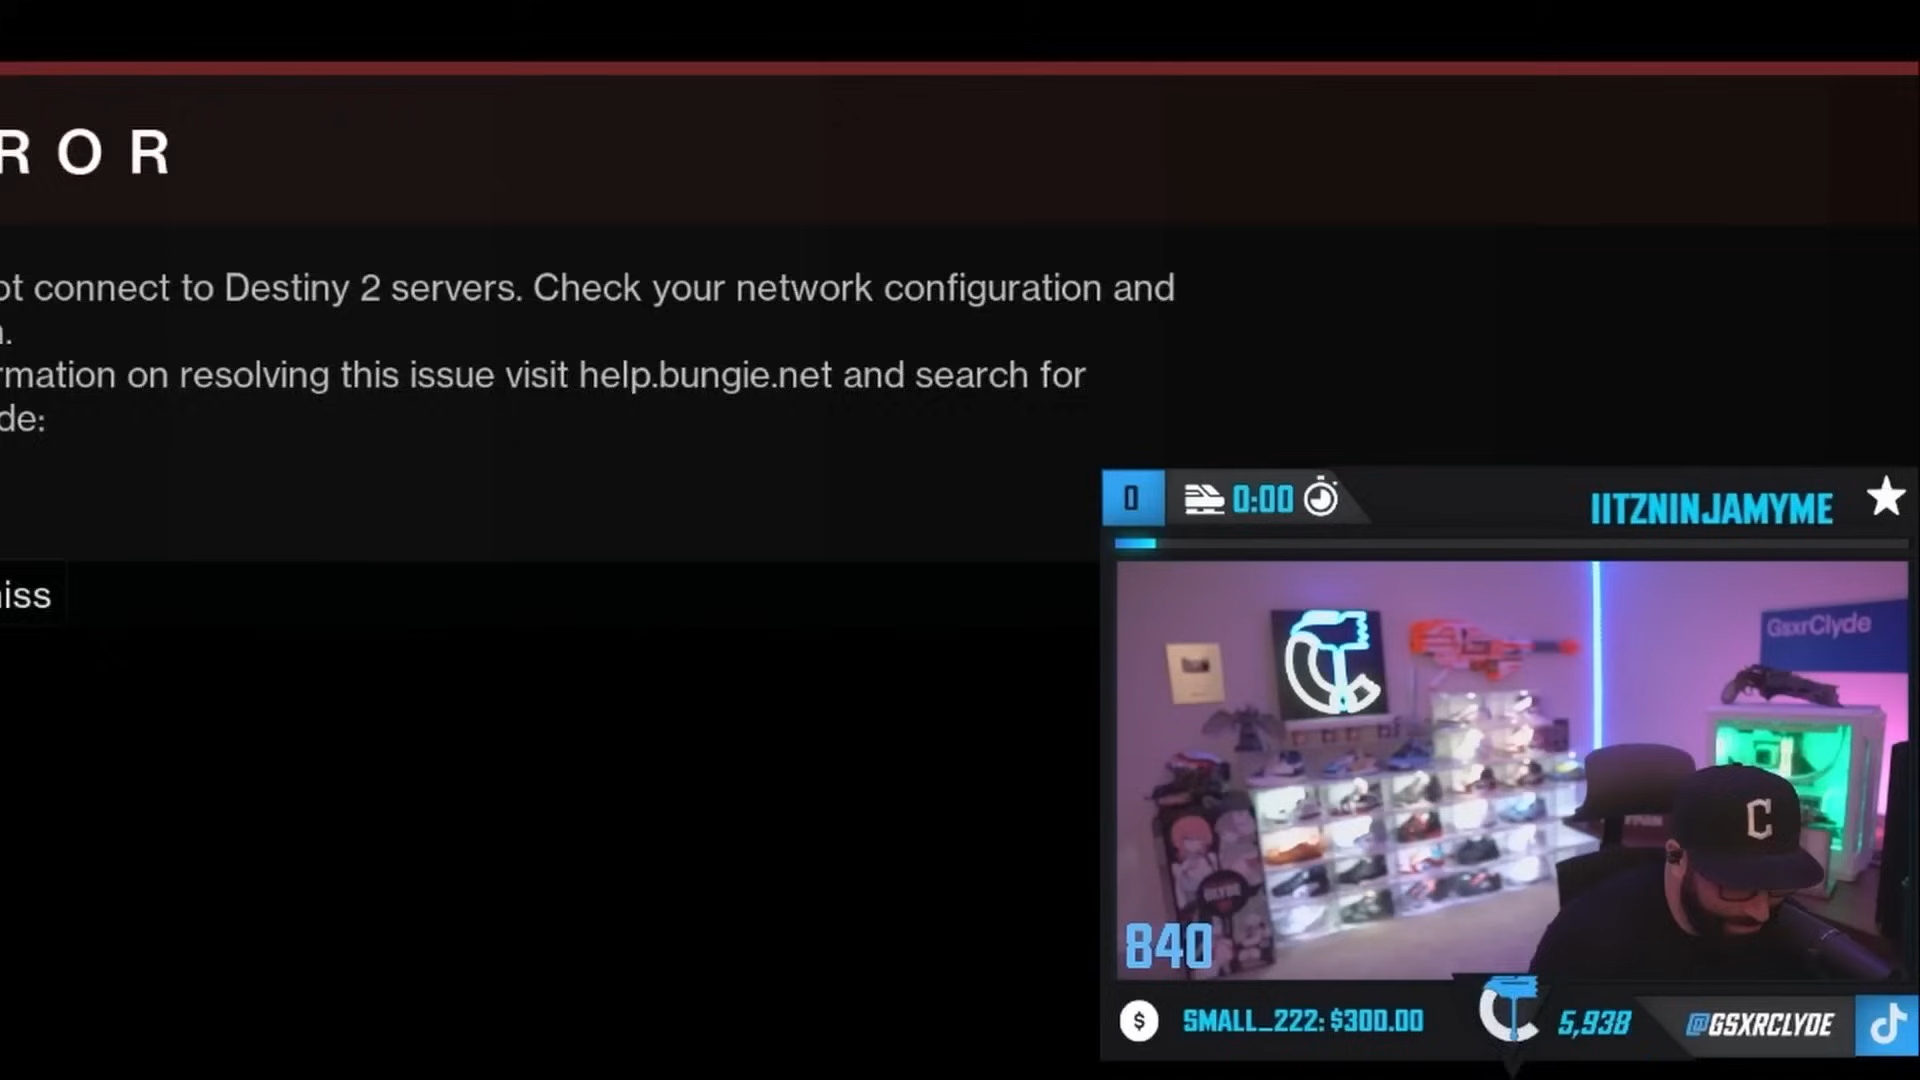 R O R
ot connect to Destiny 2 servers. Check your network configuration and
n.
rmation on resolving this issue visit help.bungie.net and search for
de:
iss
0 0:00
IITZNINJAMYME
GsxrClyde
C
CLYDE
840
$ SMALL_222: $300.00
5,938
@GSXRCLYDE